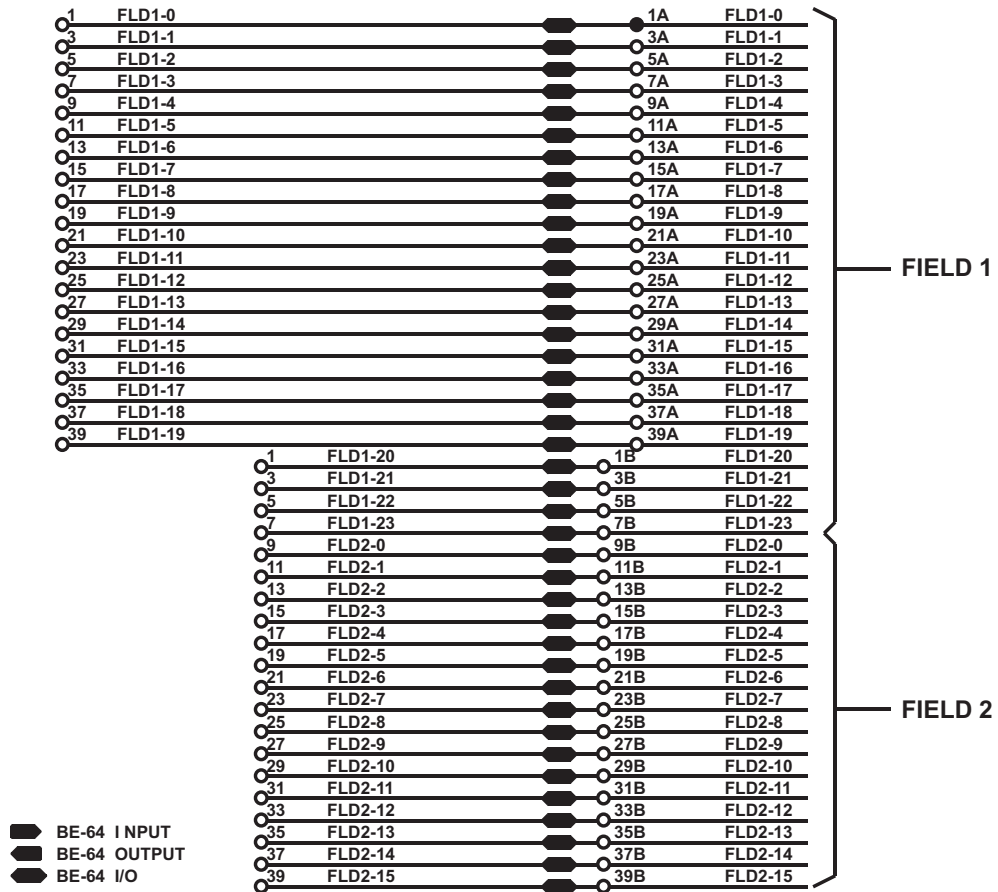 1 FLD1-0 1A FLD1-0
3 FLD1-1 3A FLD1-1
5 FLD1-2 5A FLD1-2
7 FLD1-3 7A FLD1-3
9 FLD1-4 9A FLD1-4
11 FLD1-5 11A FLD1-5
13 FLD1-6 13A FLD1-6
15 FLD1-7 15A FLD1-7
17 FLD1-8 17A FLD1-8
19 FLD1-9 19A FLD1-9
21 FLD1-10 21A FLD1-10
23 FLD1-11 23A FLD1-11
25 FLD1-12 25A FLD1-12
27 FLD1-13 27A FLD1-13
29 FLD1-14 29A FLD1-14
31 FLD1-15 31A FLD1-15
33 FLD1-16 33A FLD1-16
35 FLD1-17 35A FLD1-17
37 FLD1-18 37A FLD1-18
39 FLD1-19 39A FLD1-19
1 FLD1-20 1B FLD1-20
3 FLD1-21 3B FLD1-21
5 FLD1-22 5B FLD1-22
7 FLD1-23 7B FLD1-23
FIELD 1
9 FLD2-0 9B FLD2-0
11 FLD2-1 11B FLD2-1
13 FLD2-2 13B FLD2-2
15 FLD2-3 15B FLD2-3
17 FLD2-4 17B FLD2-4
19 FLD2-5 19B FLD2-5
21 FLD2-6 21B FLD2-6
23 FLD2-7 23B FLD2-7
25 FLD2-8 25B FLD2-8
27 FLD2-9 27B FLD2-9
29 FLD2-10 29B FLD2-10
31 FLD2-11 31B FLD2-11
33 FLD2-12 33B FLD2-12
35 FLD2-13 35B FLD2-13
37 FLD2-14 37B FLD2-14
39 FLD2-15 39B FLD2-15
FIELD 2
BE-64 I NPUT
BE-64 OUTPUT
BE-64 I/O